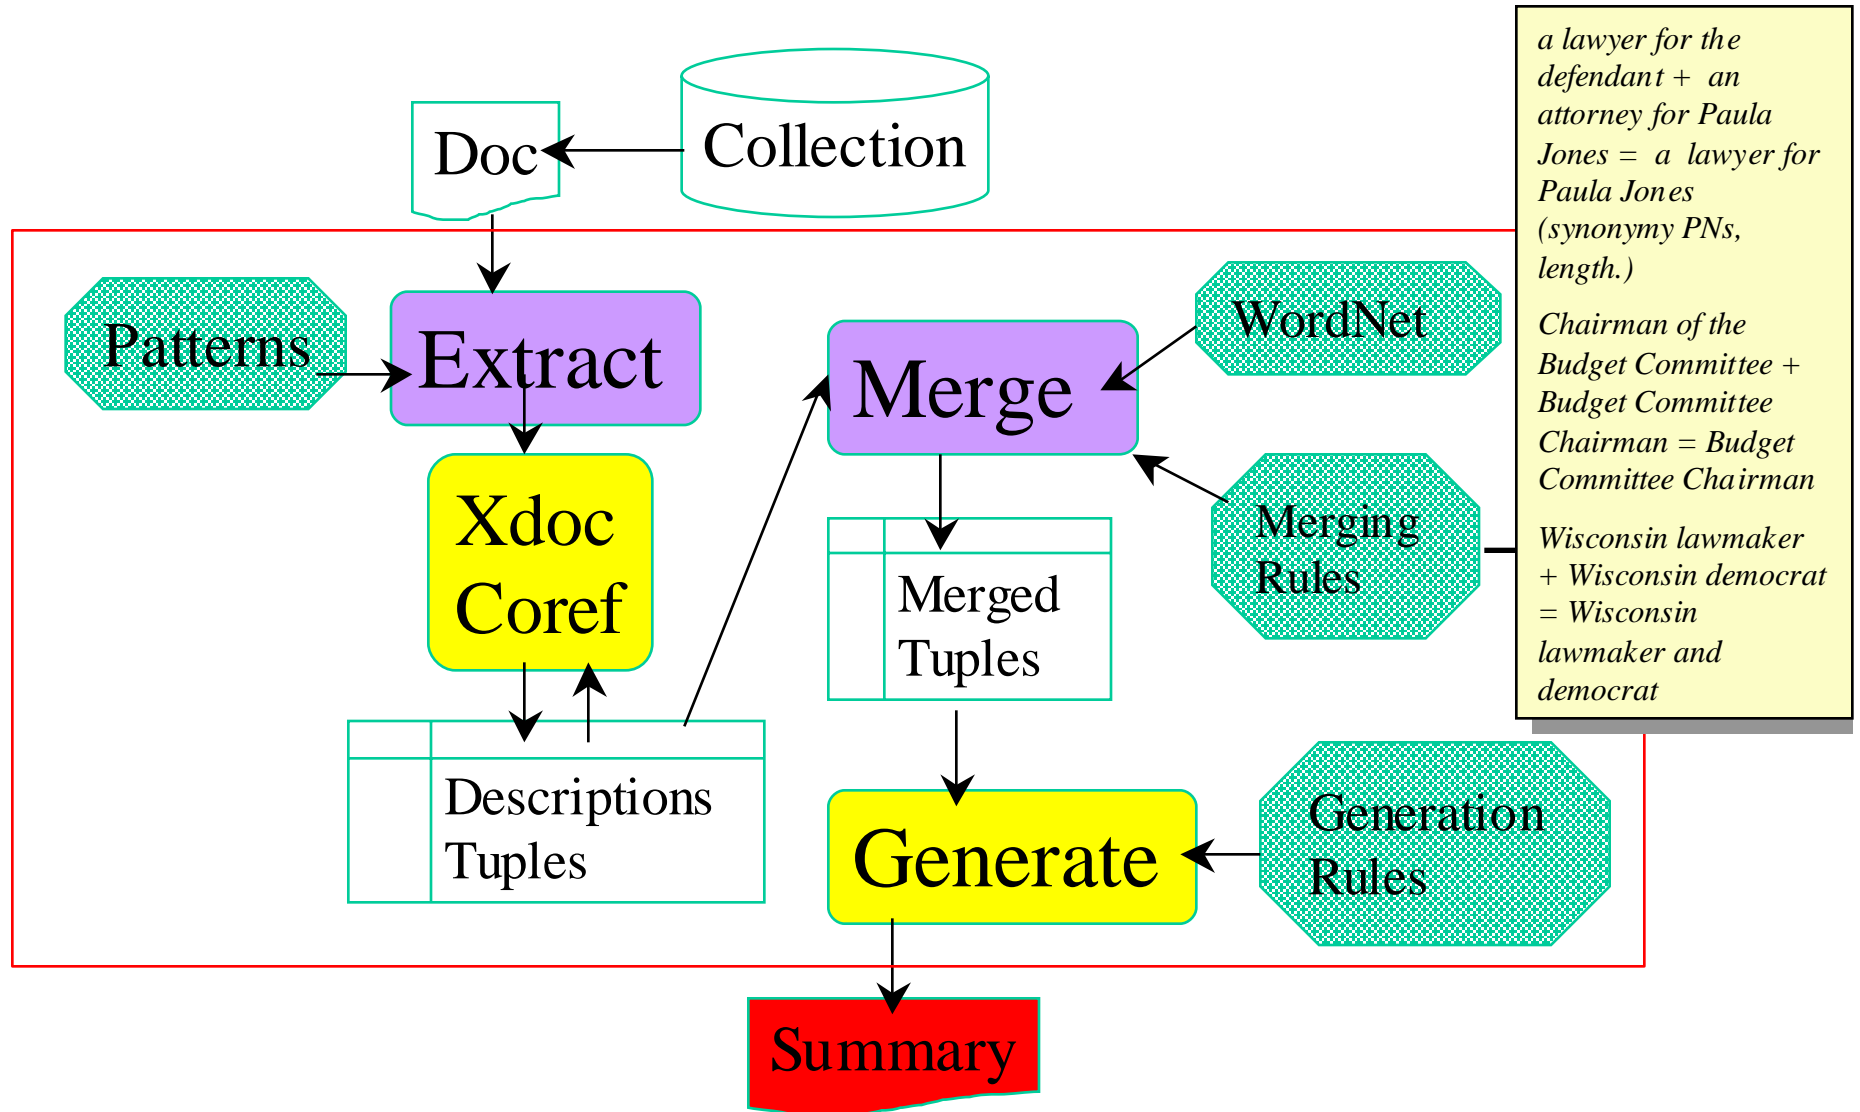 Doc
Collection
Patterns
Extract
Xdoc
Coref
Descriptions
Tuples
Merge
WordNet
Merging
Rules
Merged
Tuples
Generate
Generation
Rules
Summary
a lawyer for the
defendant + an
attorney for Paula
Jones = a lawyer for
Paula Jones
(synonymy PNs,
length.)
Chairman of the
Budget Committee +
Budget Committee
Chairman = Budget
Committee Chairman
Wisconsin lawmaker
+ Wisconsin democrat
= Wisconsin
lawmaker and
democrat